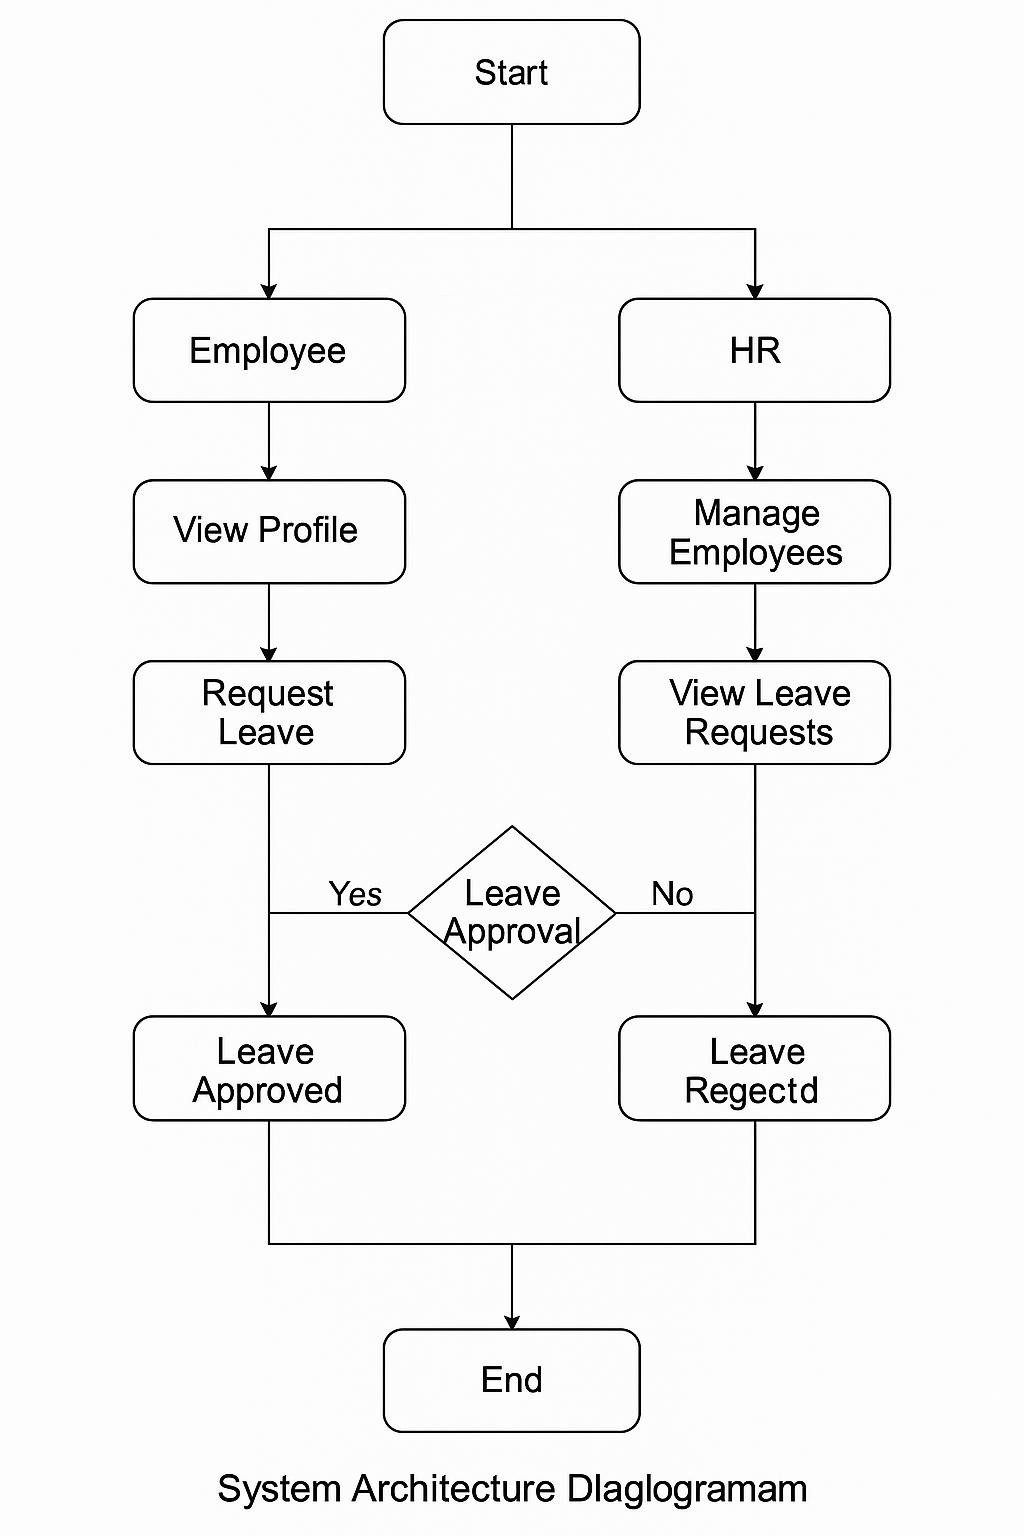 Start
Employee
HR
View Profile
Manage
Employees
Request
Leave
View Leave
Requests
Yes
Leave
Approval
No
Leave
Approved
Leave
Regectd
End
System Architecture Dlaglogramam